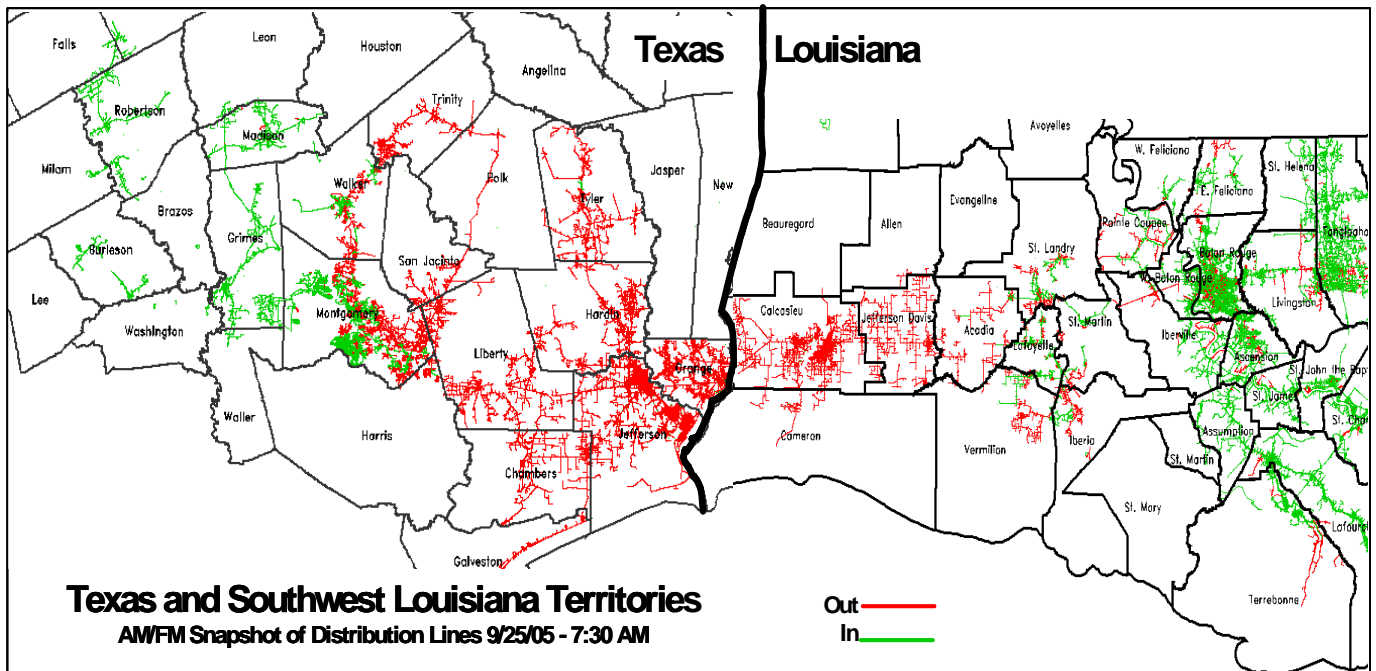 Texas
Louisiana
Falls
Leon
Houston
Angelina
Robertson
Trinity
Madison
Avoyelles
W. Feliciana
St. Helena
Milam
Walker
Polk
Tyler
Jasper
New
E. Feliciana
Brazos
Beauregard
Allen
Evangeline
Pointe Coupee
Tangipaho
Burleson
Grimes
St. Landry
Baton Rouge
Lee
San Jacinto
W. Baton Rouge
Washington
Montgomery
Hardin
Calcasieu
Jefferson Davis
Acadia
St. Martin
Livingston
Liberty
Lafayette
Iberville
Orange
Ascension
St. John the Bapt
Waller
Harris
Jefferson
Cameron
Vermilion
Iberia
St. James
Assumption
St. Char
Chambers
St. Martin
St. Mary
Lafourc
Galveston
Terrebonne
Texas and Southwest Louisiana Territories
AM/FM Snapshot of Distribution Lines 9/25/05 - 7:30 AM
Out
In